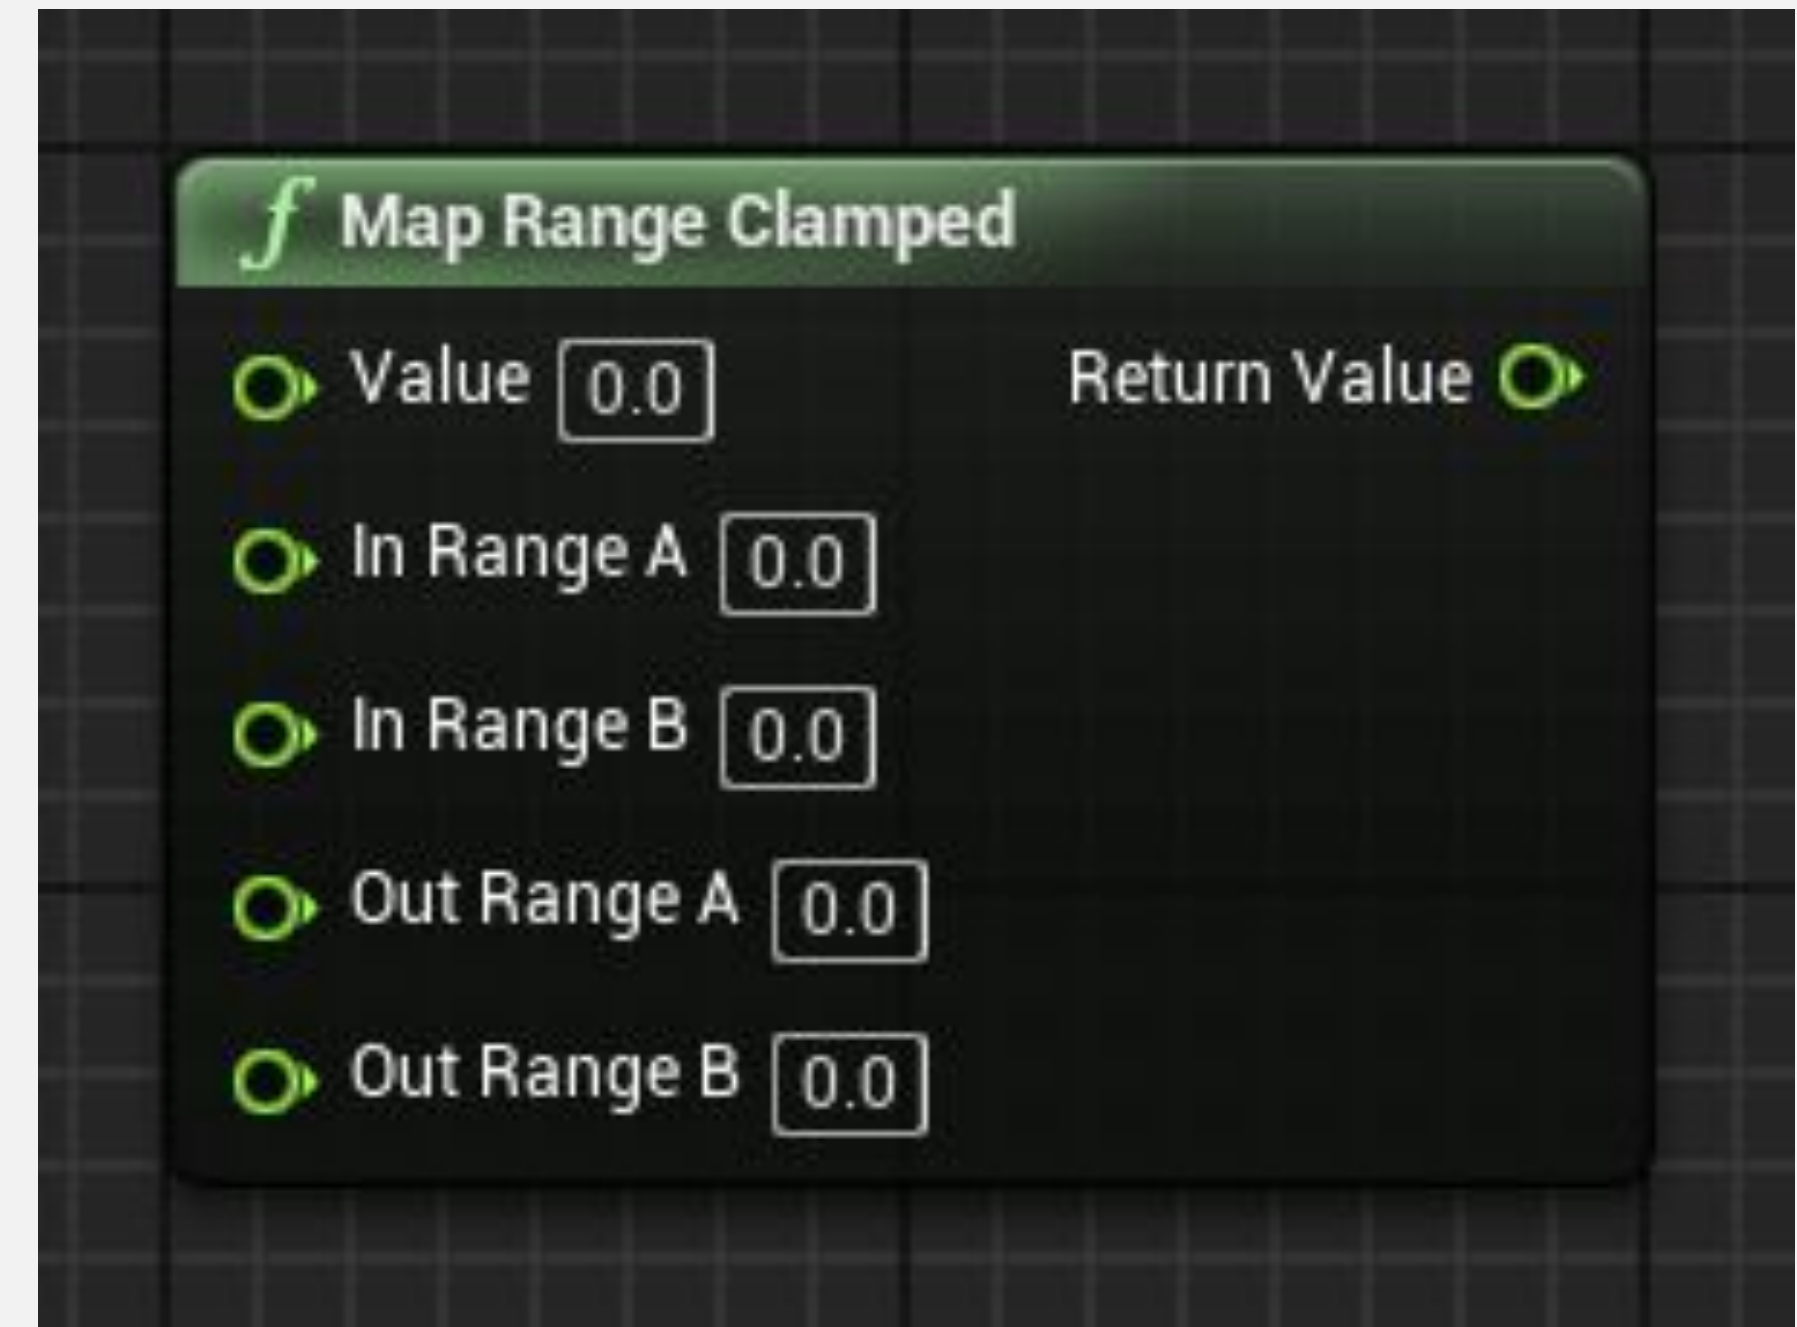 f Map Range Clamped
Value 0.0 Return Value
In Range A 0.0
In Range B 0.0
Out Range A 0.0
Out Range B 0.0